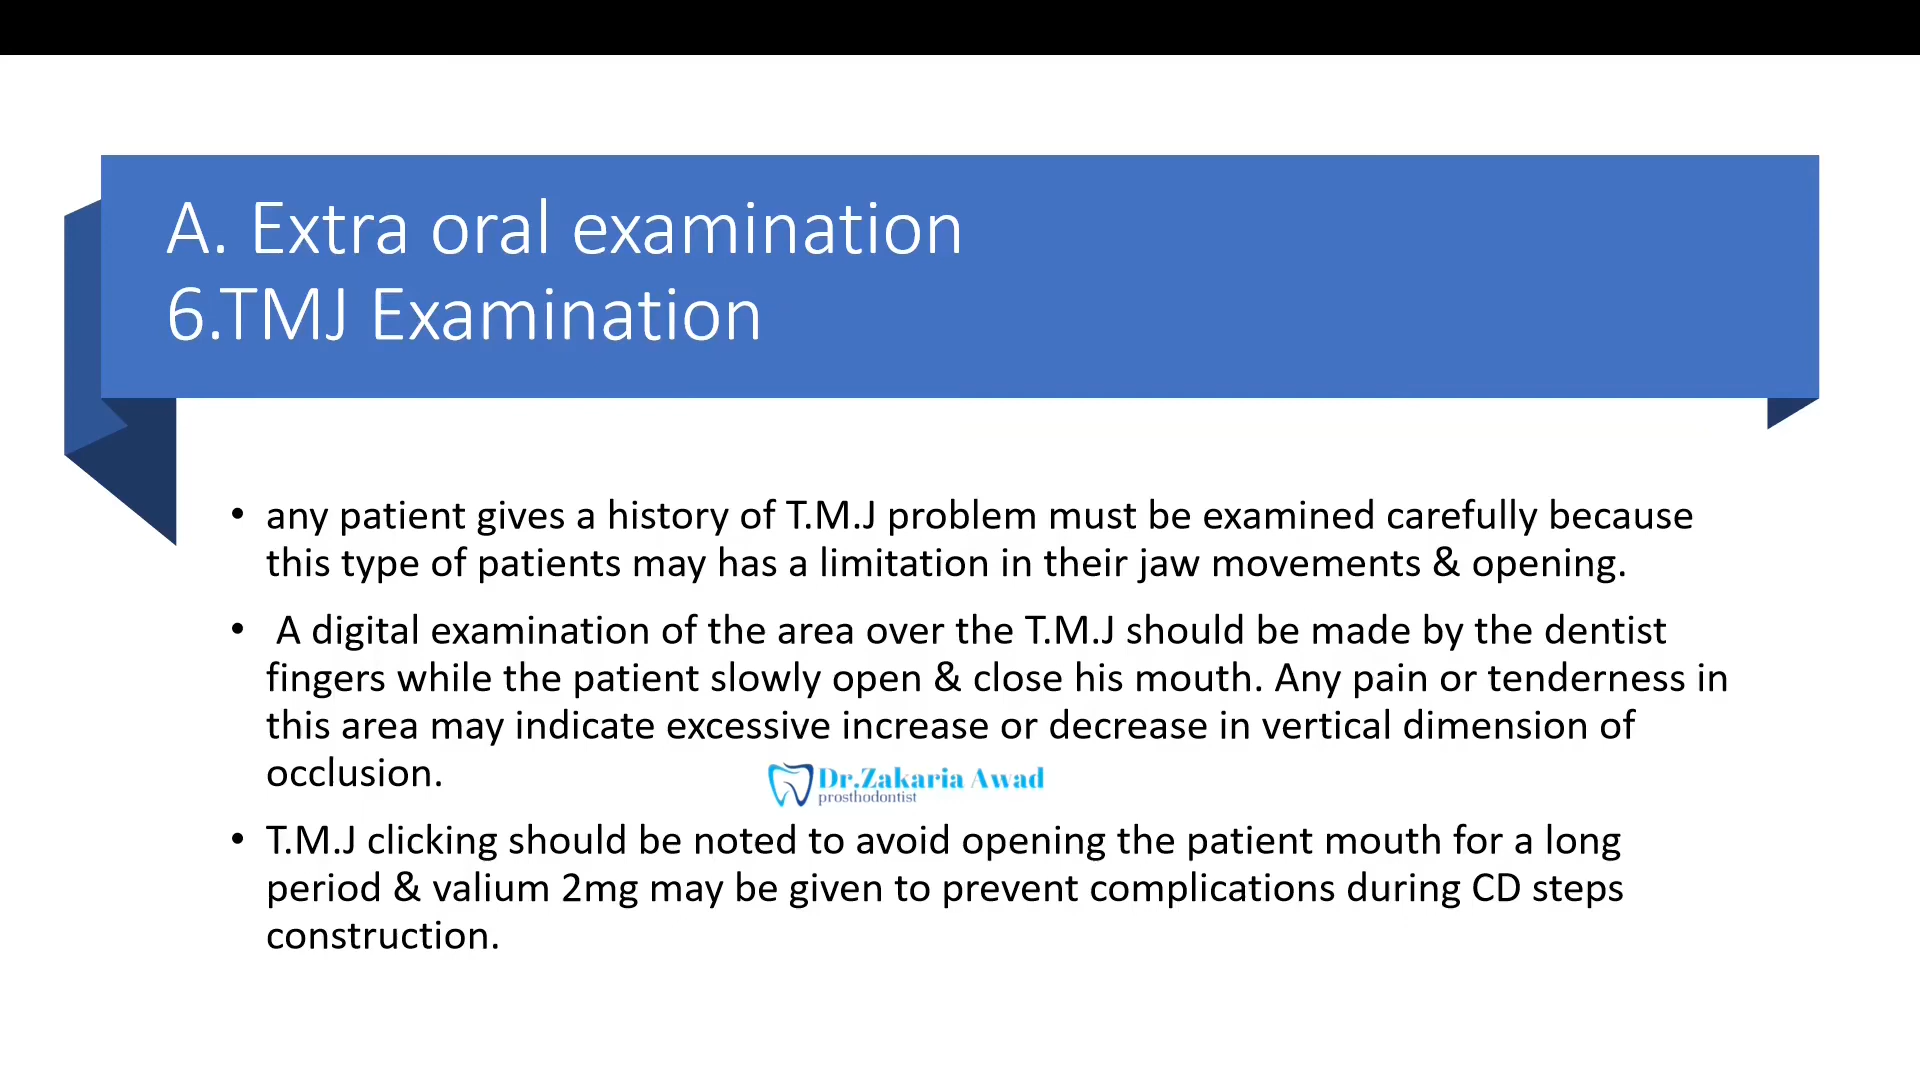 A. Extra oral examination
6.TMJ Examination
• any patient gives a history of T.M.J problem must be examined carefully because
this type of patients may has a limitation in their jaw movements & opening.
• A digital examination of the area over the T.M.J should be made by the dentist
fingers while the patient slowly open & close his mouth. Any pain or tenderness in
this area may indicate excessive increase or decrease in vertical dimension of
occlusion.
Dr.Zakaria Awad
prosthodontist
• T.M.J clicking should be noted to avoid opening the patient mouth for a long
period & valium 2mg may be given to prevent complications during CD steps
construction.